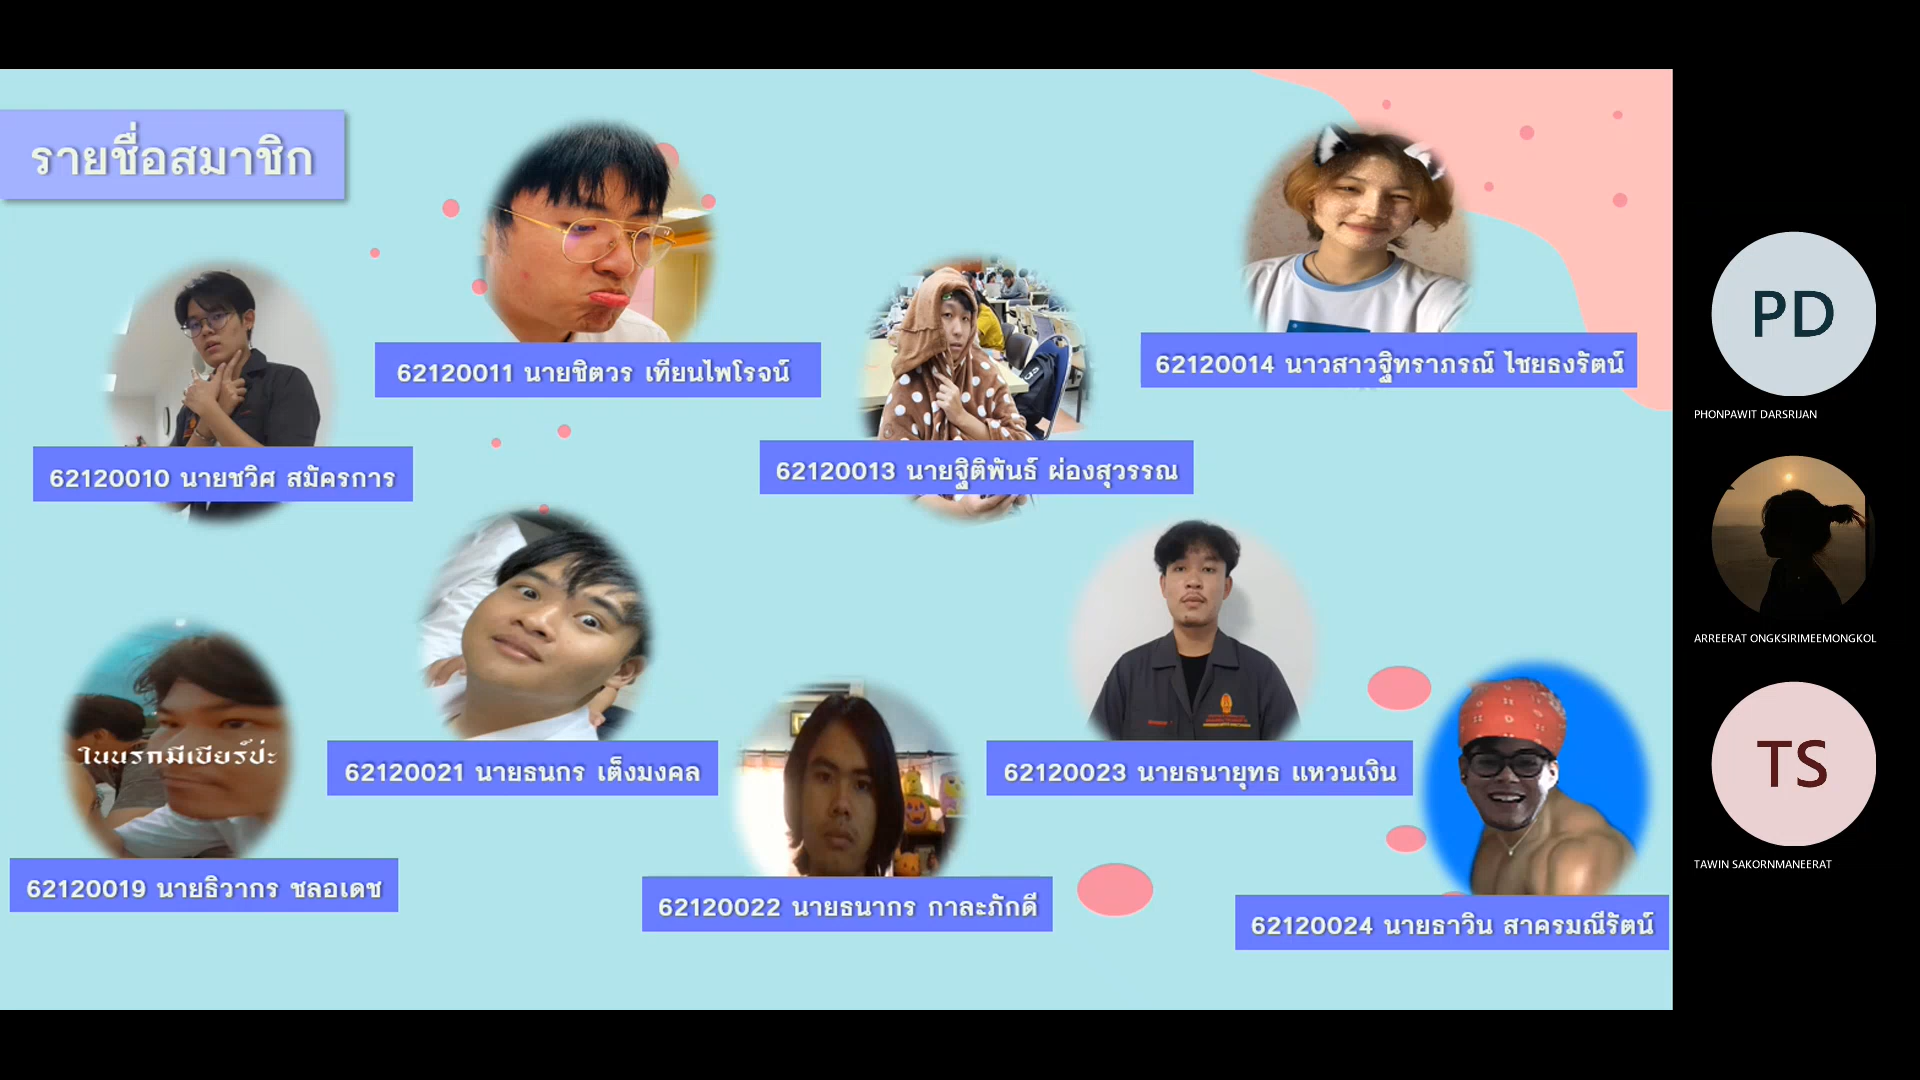 รายชื่อสมาชิก
62120011 นายชิตวร เทียนไพโรจน์
62120014 นาวสาวฐิทราภรณ์ ไชยธงรัตน์
62120010 นายชวิศ สมัครการ
62120013 นายฐิติพันธ์ ผ่องสุวรรณ
ในนรกมีเบียร์ป่ะ
62120021 นายธนกร เต็งมงคล
62120023 นายธนายุทธ แหวนเงิน
62120019 นายธิวากร ชลอเดช
62120022 นายธนากร กาละภักดี
62120024 นายธาวิน สาครมณีรัตน์
PD
PHONPAWIT DARSRIJAN
ARREERAT ONGKSIRIMEEMONGKOL
TS
TAWIN SAKORNMANEERAT